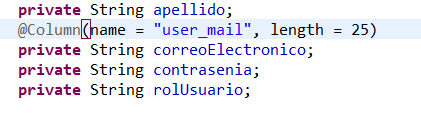 private String apellido;
@Column(name = "user_mail", length = 25)
private String correoElectronico;
private String contrasenia;
private String rolUsuario;